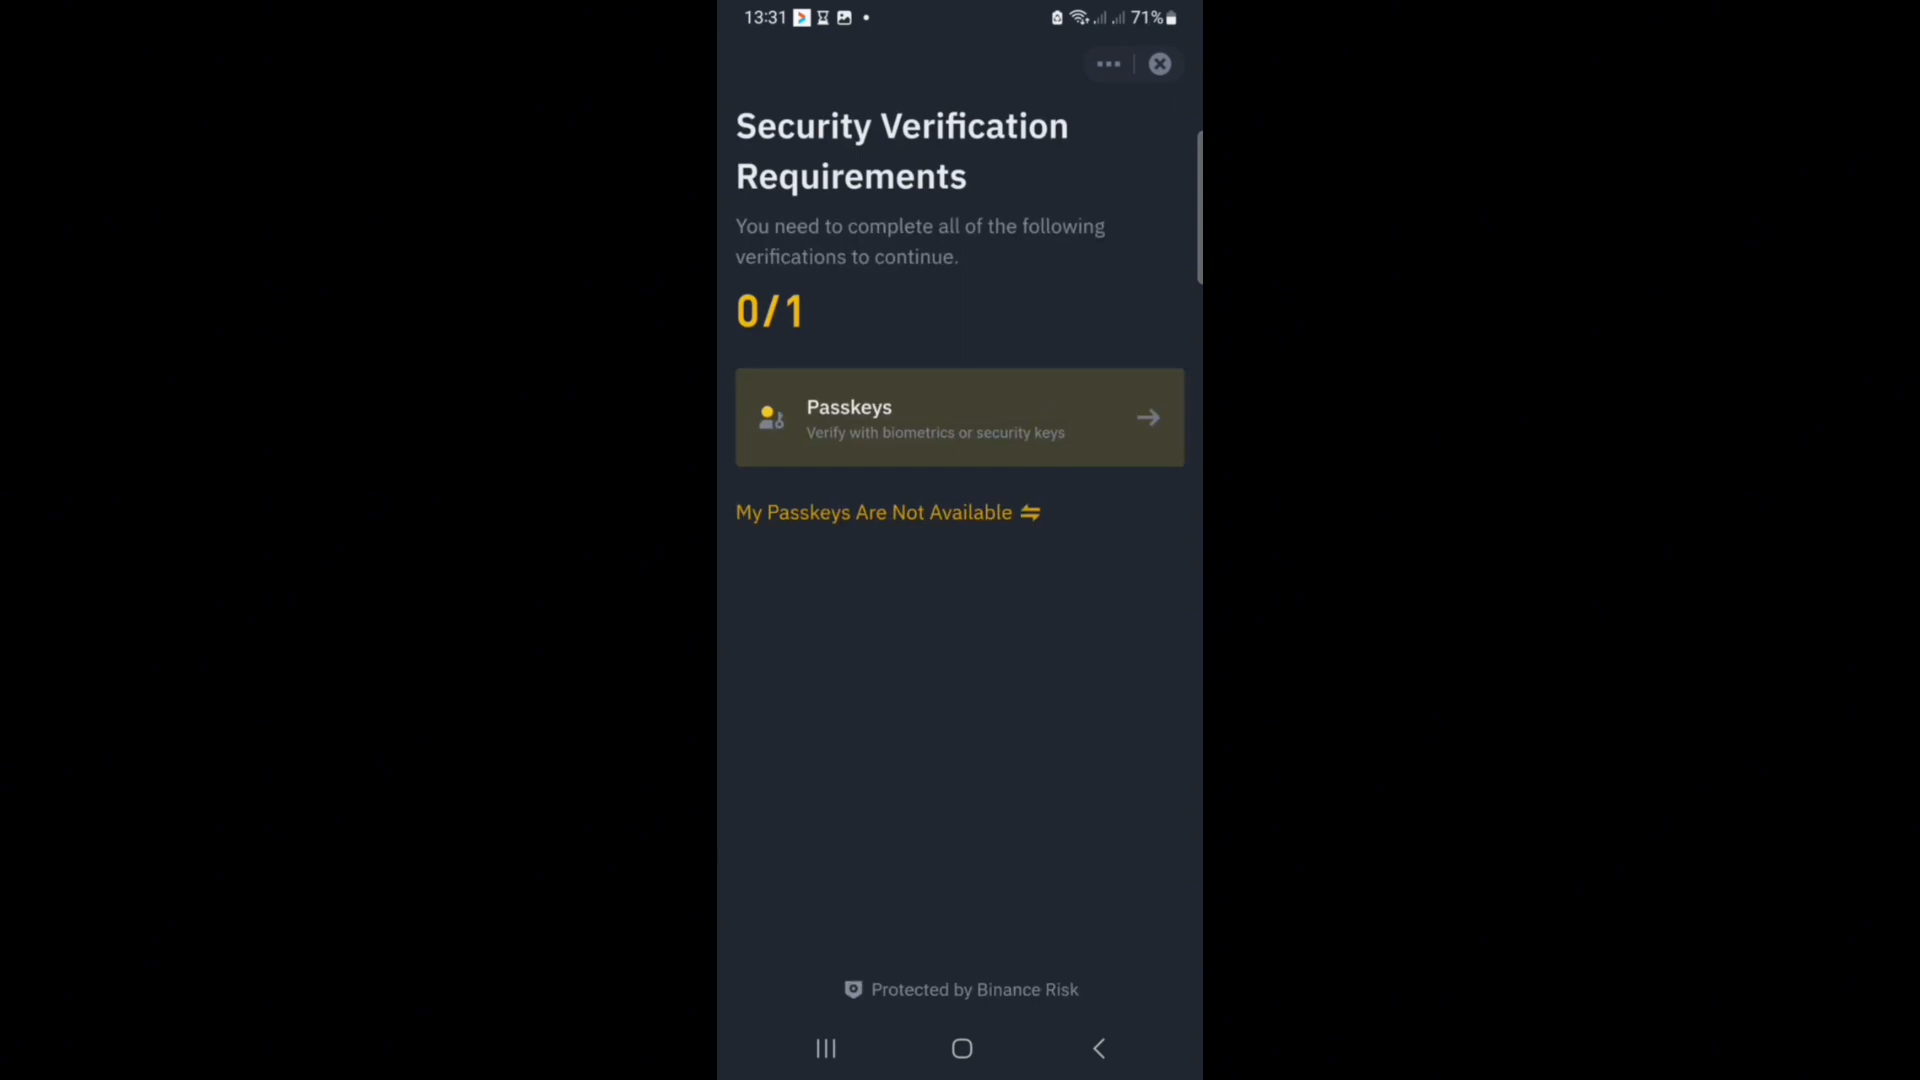 13:31
71%
Security Verification
Requirements
You need to complete all of the following
verifications to continue.
0/1
Passkeys
Verify with biometrics or security keys
My Passkeys Are Not Available
Protected by Binance Risk